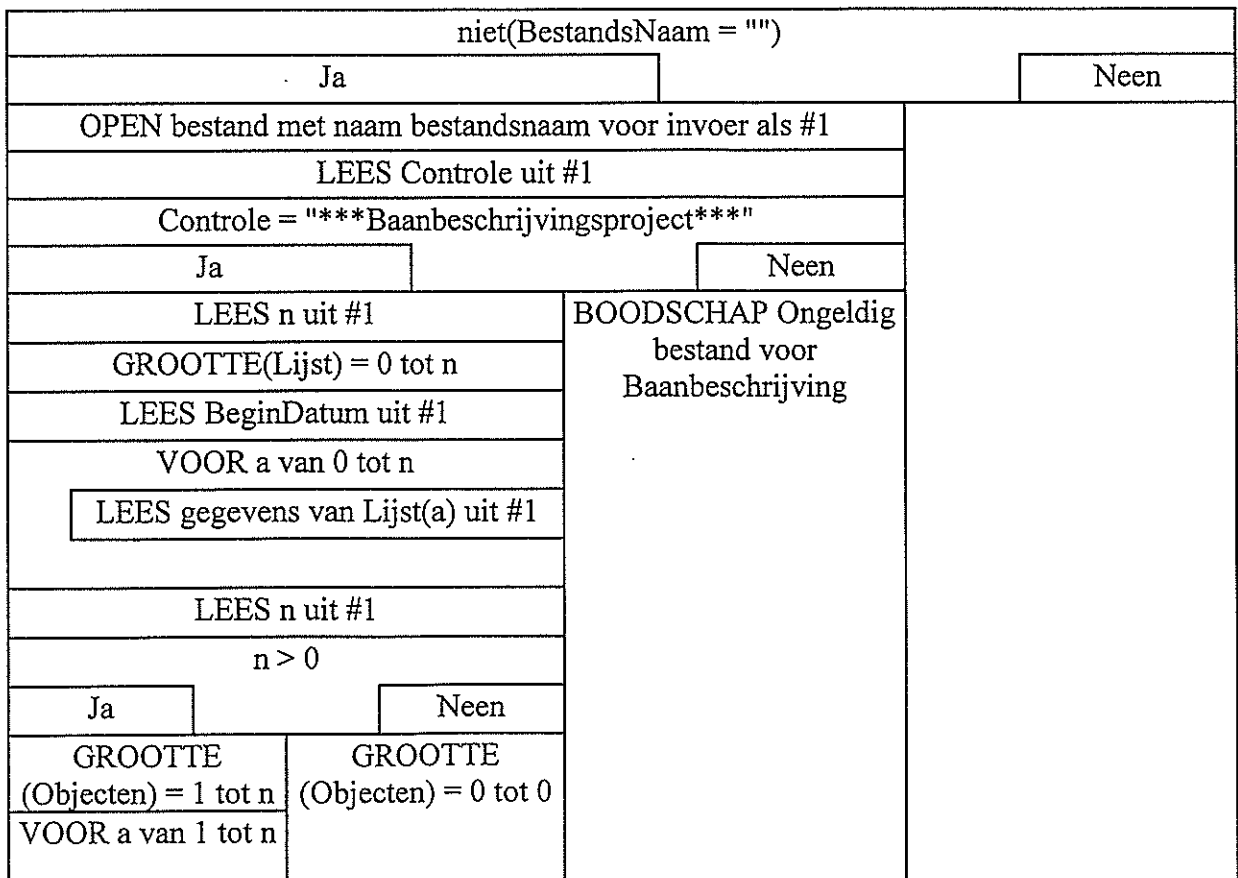 niet(BestandsNaam = "")
Ja
Neen
OPEN bestand met naam bestandsnaam voor invoer als #1
LEES Controle uit #1
Controle = "***Baanbeschrijvingsproject***"
Ja
Neen
LEES n uit #1
GROOTTE(Lijst) = 0 tot n
LEES BeginDatum uit #1
VOOR a van 0 tot n
LEES gegevens van Lijst(a) uit #1
LEES n uit #1
n > 0
Ja
Neen
GROOTTE
(Objecten) = 1 tot n
VOOR a van 1 tot n
GROOTTE
(Objecten) = 0 tot 0
BOODSCHAP Ongeldig
bestand voor
Baanbeschrijving